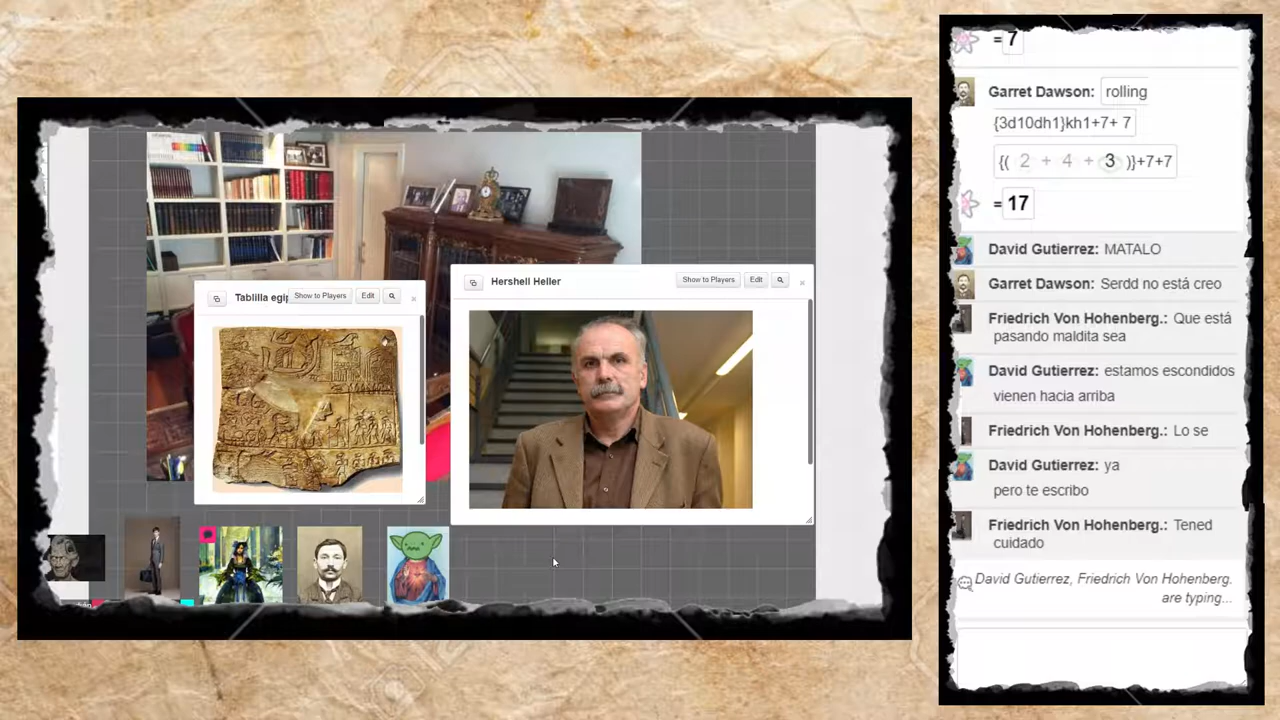 Tablilla egip
Show to Players
Edit
Hershell Heller
Show to Players
Edit
= 7
Garret Dawson: rolling
{3d10dh1}kh1+7+ 7
{( 2 + 4 + 3 )}+7+7
= 17
David Gutierrez: MATALO
Garret Dawson: Serdd no está creo
Friedrich Von Hohenberg.: Que está
pasando maldita sea
David Gutierrez: estamos escondidos
vienen hacia arriba
Friedrich Von Hohenberg.: Lo se
David Gutierrez: ya
pero te escribo
Friedrich Von Hohenberg.: Tened
cuidado
David Gutierrez, Friedrich Von Hohenberg.
are typing...